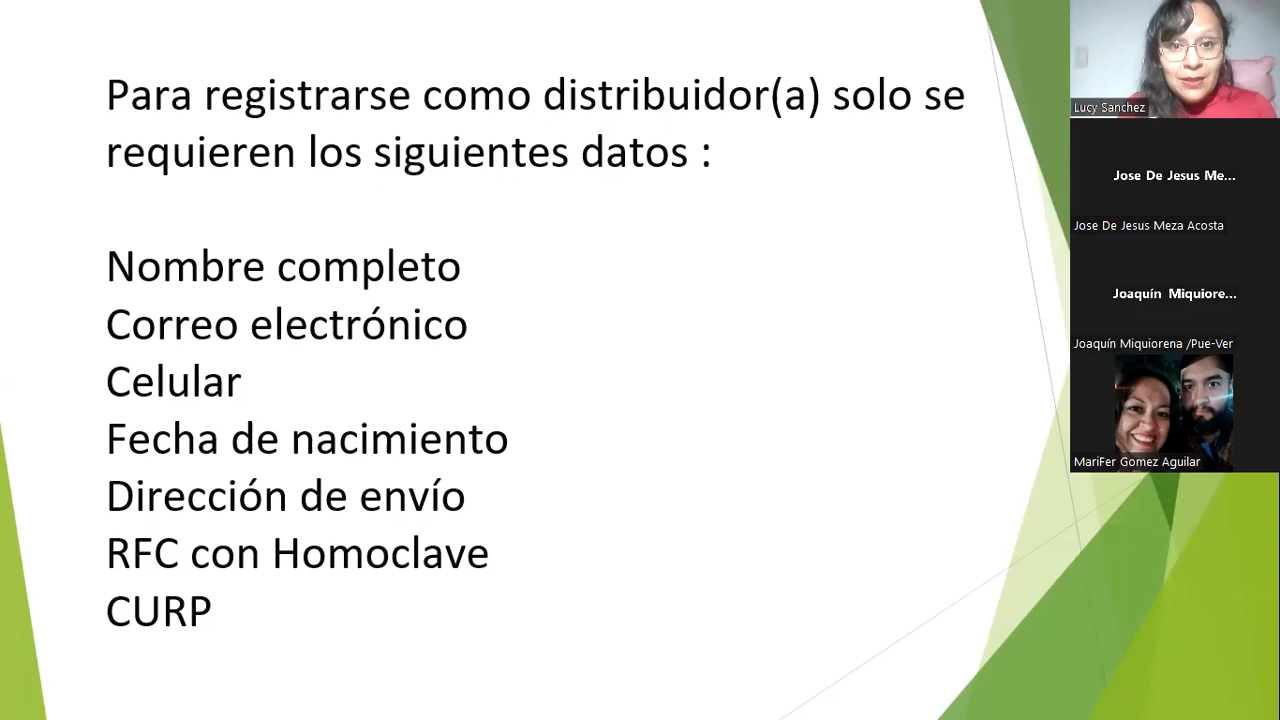 Para registrarse como distribuidor(a) solo se
requieren los siguientes datos :
Nombre completo
Correo electrónico
Celular
Fecha de nacimiento
Dirección de envío
RFC con Homoclave
CURP
Lucy Sanchez
Jose De Jesus Me...
Jose De Jesus Meza Acosta
Joaquín Miquiore...
Joaquín Miquiorena /Pue-Ver
MariFer Gomez Aguilar